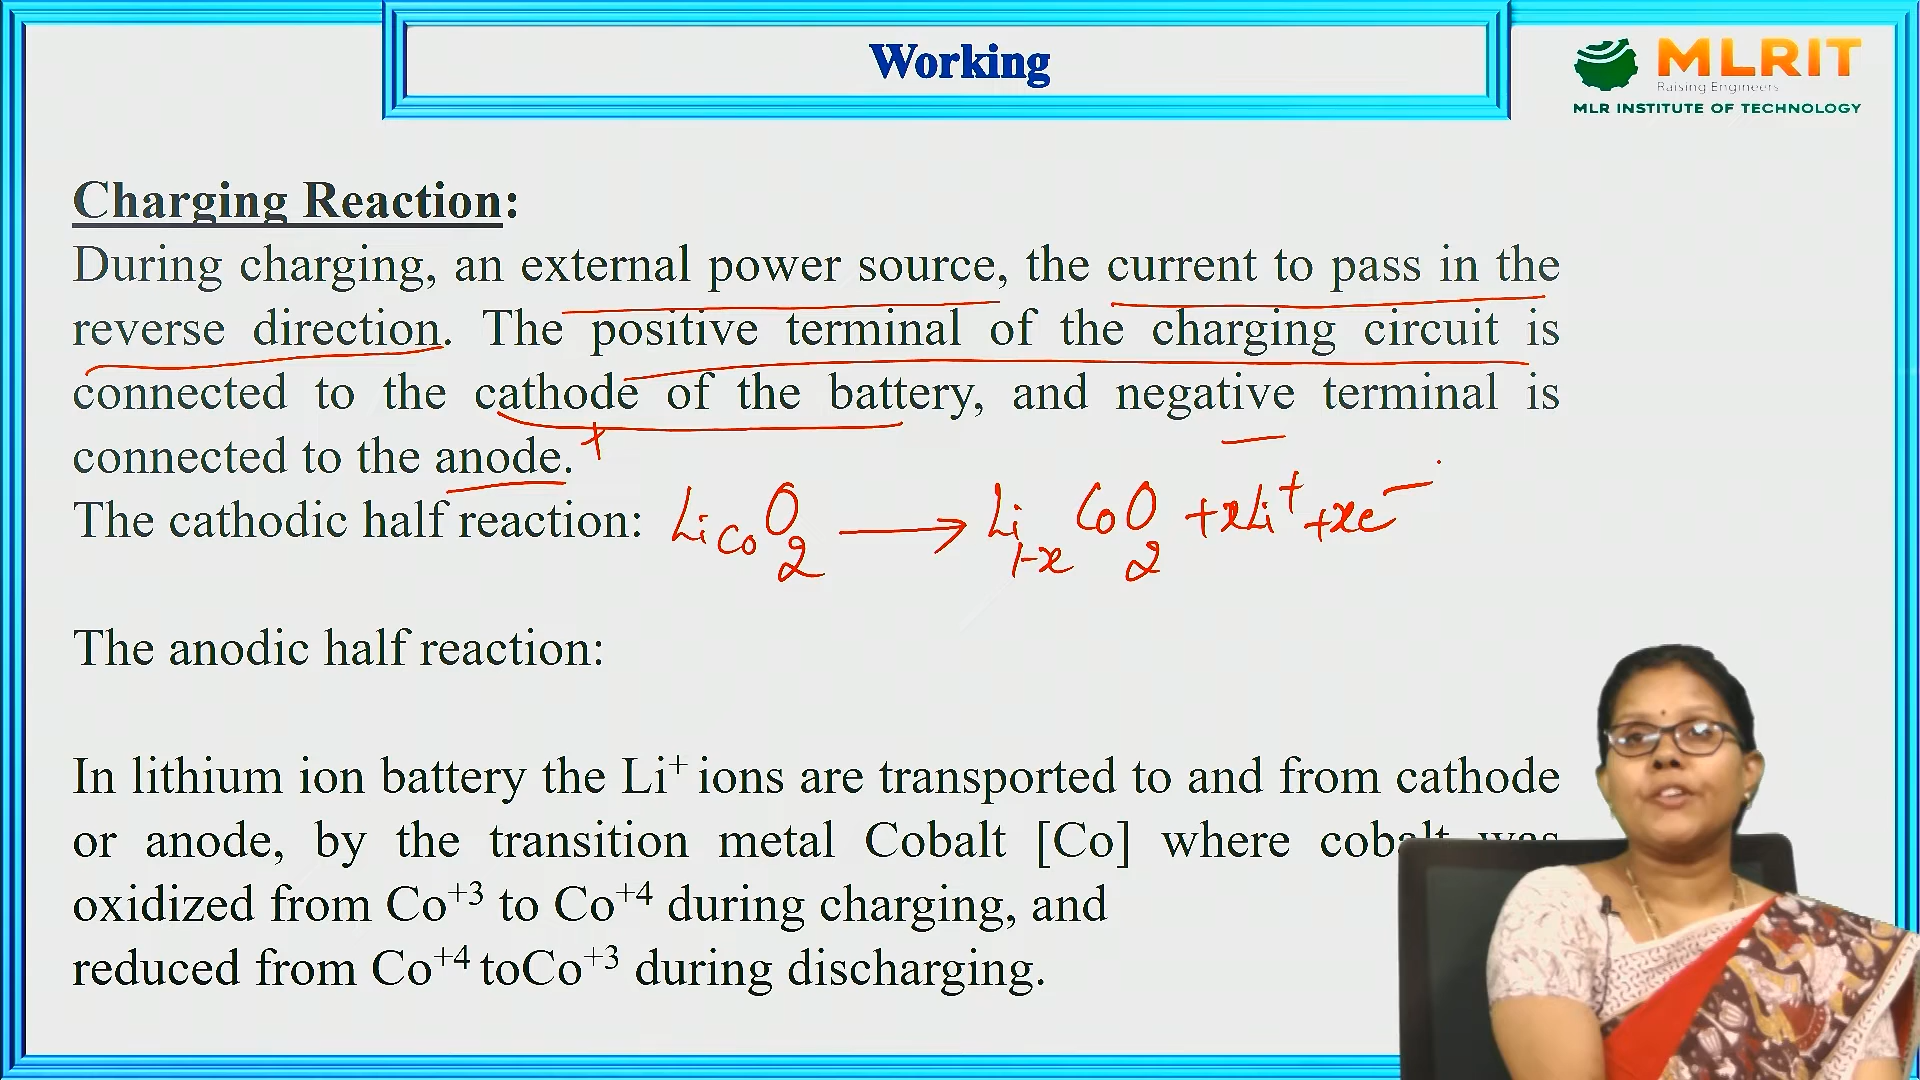 Working
MLRIT
Raising Engineers
MLR INSTITUTE OF TECHNOLOGY
Charging Reaction:
During charging, an external power source, the current to pass in the
reverse direction. The positive terminal of the charging circuit is
connected to the cathode of the battery, and negative terminal is
connected to the anode. +
The cathodic half reaction: LiCoO₂ ⟶ Li₁₋ₓ CoO₂ + xLi⁺ + xe⁻
The anodic half reaction:
In lithium ion battery the Li⁺ ions are transported to and from cathode
or anode, by the transition metal Cobalt [Co] where cobalt was
oxidized from Co⁺³ to Co⁺⁴ during charging, and
reduced from Co⁺⁴ toCo⁺³ during discharging.